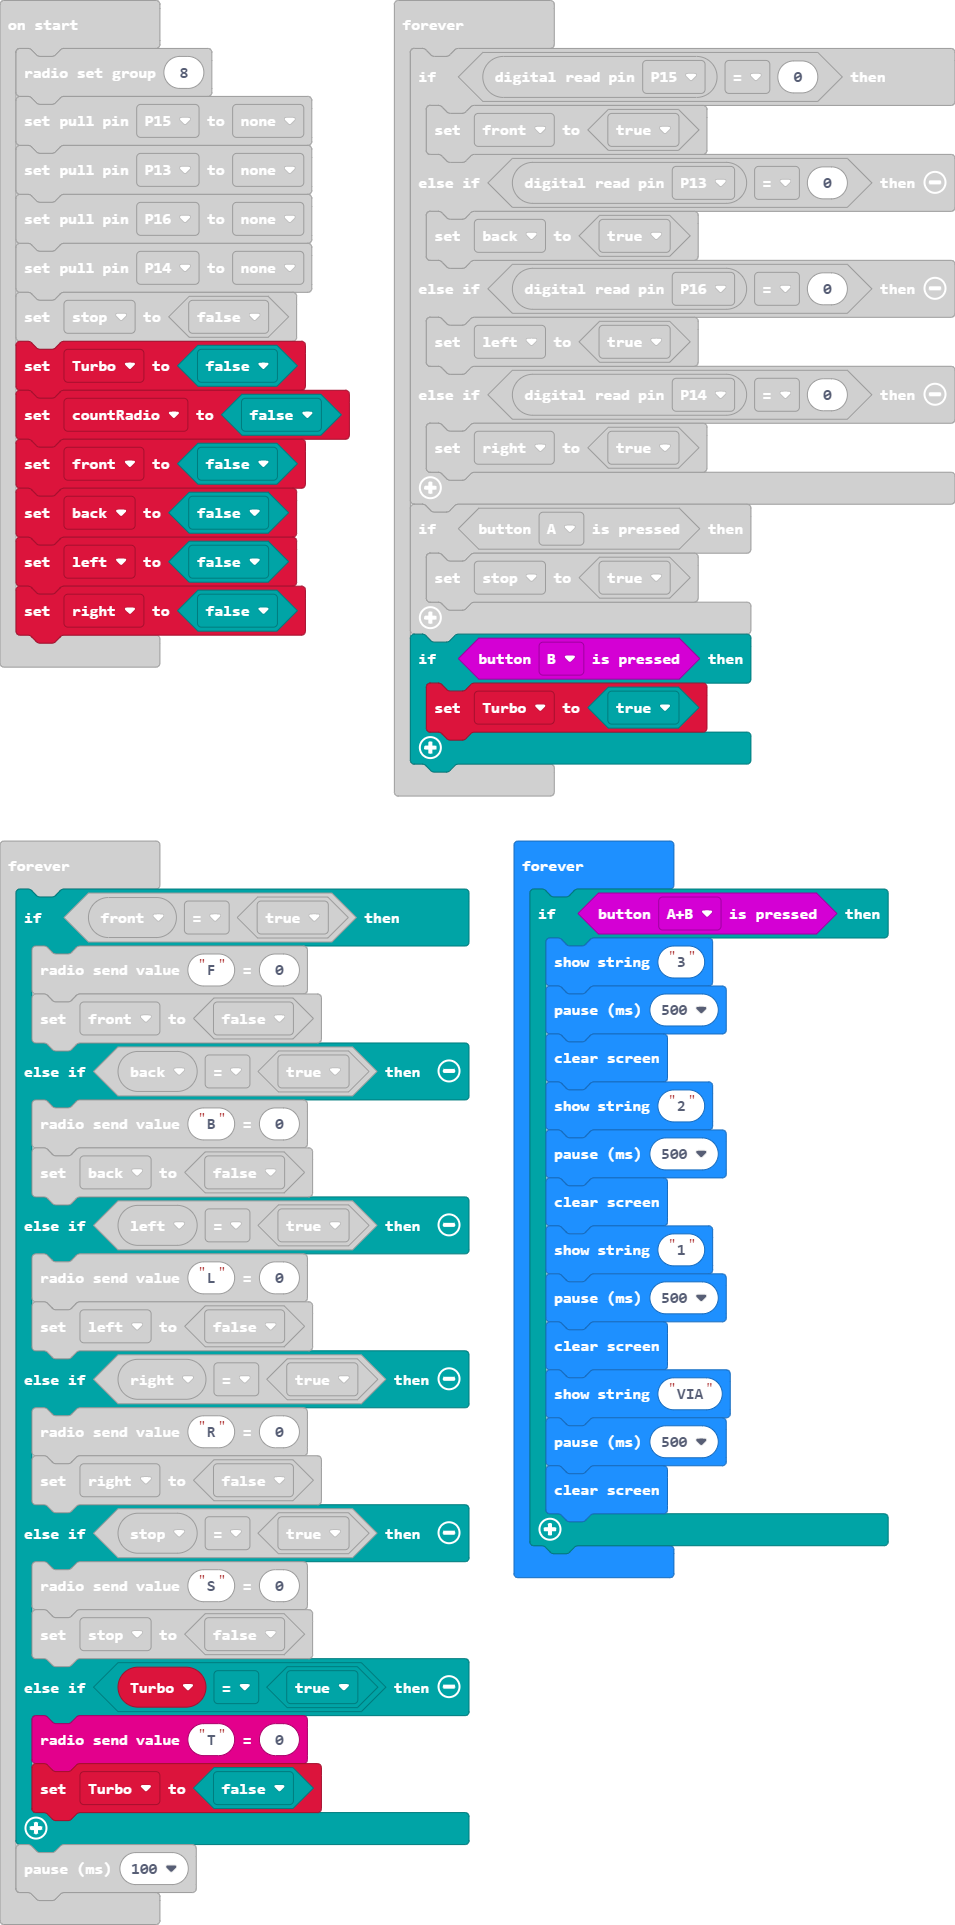 on start
radio set group 8
set pull pin P15 to none
set pull pin P13 to none
set pull pin P16 to none
set pull pin P14 to none
set stop to false
set Turbo to false
set countRadio to false
set front to false
set back to false
set left to false
set right to false
forever
if digital read pin P15 = 0 then
set front to true
else if digital read pin P13 = 0 then
set back to true
else if digital read pin P16 = 0 then
set left to true
else if digital read pin P14 = 0 then
set right to true
if button A is pressed then
set stop to true
if button B is pressed then
set Turbo to true
forever
if front = true then
radio send value "F" = 0
set front to false
else if back = true then
radio send value "B" = 0
set back to false
else if left = true then
radio send value "L" = 0
set left to false
else if right = true then
radio send value "R" = 0
set right to false
else if stop = true then
radio send value "S" = 0
set stop to false
else if Turbo = true then
radio send value "T" = 0
set Turbo to false
pause (ms) 100
forever
if button A+B is pressed then
show string "3"
pause (ms) 500
clear screen
show string "2"
pause (ms) 500
clear screen
show string "1"
pause (ms) 500
clear screen
show string "VIA"
pause (ms) 500
clear screen